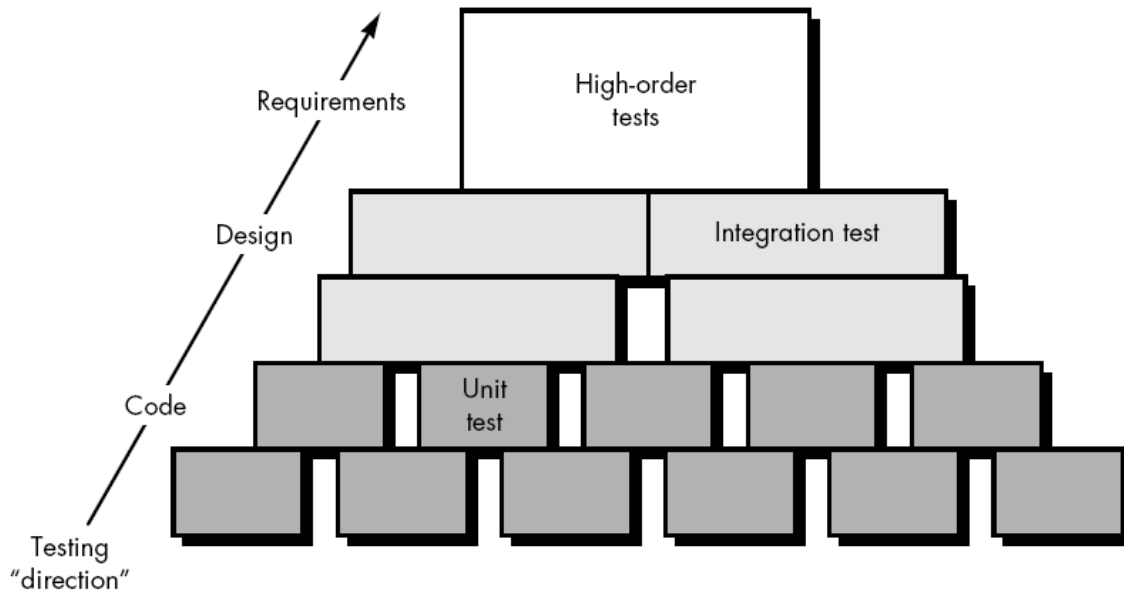 High-order
tests
Requirements
Design
Integration test
Unit
test
Code
Testing
“direction”